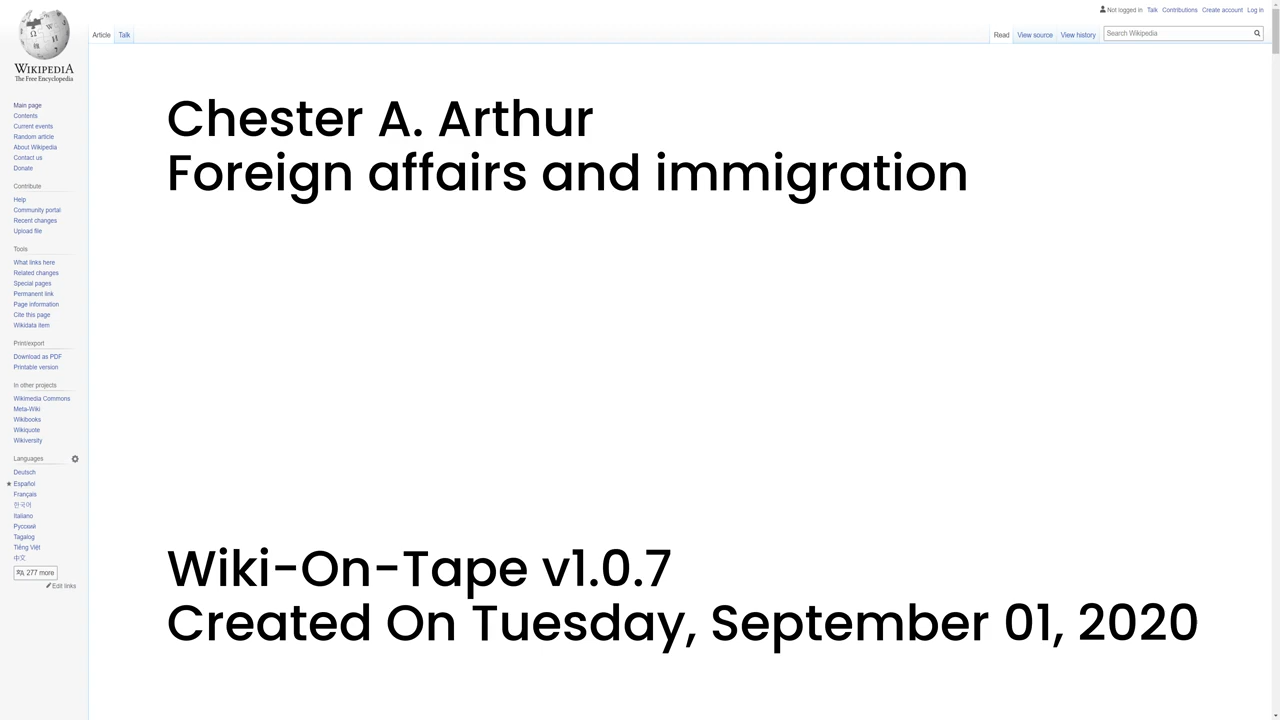 Not logged in Talk Contributions Create account Log in
Article Talk Read View source View history Search Wikipedia
WIKIPEDIA
The Free Encyclopedia
Main page
Contents
Current events
Random article
About Wikipedia
Contact us
Donate
Contribute
Help
Community portal
Recent changes
Upload file
Tools
What links here
Related changes
Special pages
Permanent link
Page information
Cite this page
Wikidata item
Print/export
Download as PDF
Printable version
In other projects
Wikimedia Commons
Meta-Wiki
Wikibooks
Wikiquote
Wikiversity
Languages
Deutsch
Español
Français
한국어
Italiano
Русский
Tagalog
Tiếng Việt
中文
277 more
Edit links
Chester A. Arthur
Foreign affairs and immigration
Wiki-On-Tape v1.0.7
Created On Tuesday, September 01, 2020